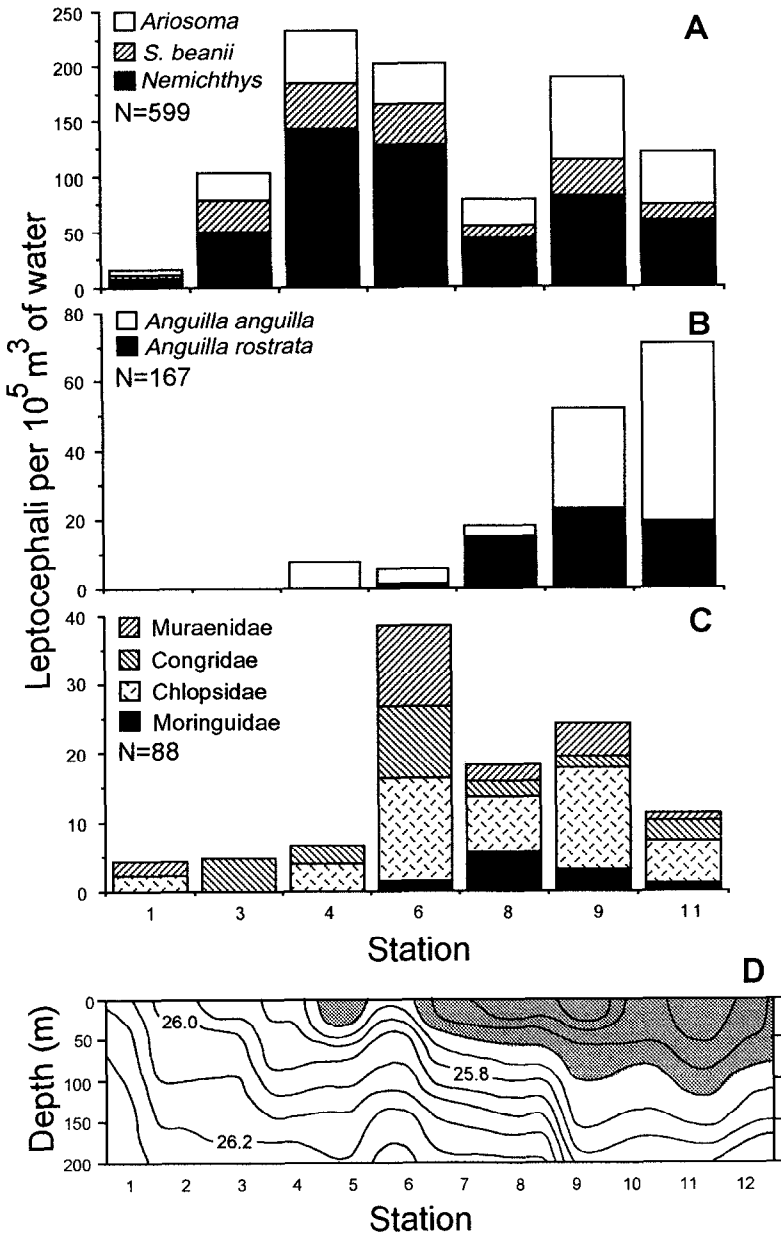 Leptocephali per 10⁵ m³ of water
A
250
200
150
100
50
0
Ariosoma
S. beanii
Nemichthys
N=599
B
80
60
40
20
0
Anguilla anguilla
Anguilla rostrata
N=167
C
40
30
20
10
0
Muraenidae
Congridae
Chlopsidae
Moringuidae
N=88
1 3 4 6 8 9 11
Station
D
Depth (m)
0
50
100
150
200
26.0
25.8
26.2
1 2 3 4 5 6 7 8 9 10 11 12
Station